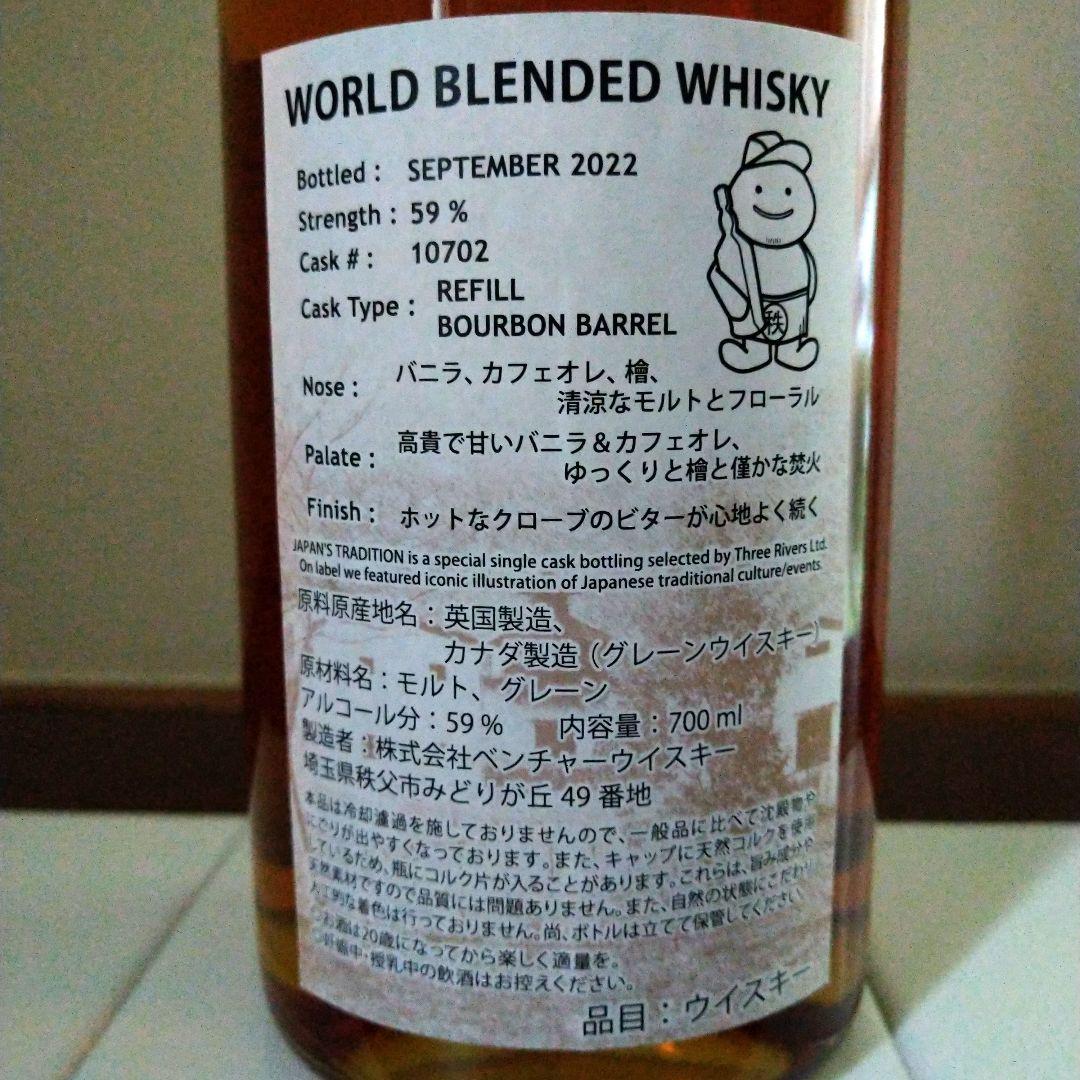 WORLD BLENDED WHISKY
Bottled : SEPTEMBER 2022
Strength : 59 %
Cask # : 10702
Cask Type : REFILL
BOURBON BARREL
秩
Nose : バニラ、カフェオレ、檜、
清涼なモルトとフローラル
Palate : 高貴で甘いバニラ＆カフェオレ、
ゆっくりと檜と僅かな焚火
Finish : ホットなクローブのビターが心地よく続く
JAPAN'S TRADITION is a special single cask bottling selected by Three Rivers Ltd.
On label we featured iconic illustration of Japanese traditional culture/events.
原料原産地名：英国製造、
カナダ製造（グレーンウイスキー）
原材料名：モルト、グレーン
アルコール分：59 % 内容量：700 ml
製造者：株式会社ベンチャーウイスキー
埼玉県秩父市みどりが丘 49 番地
本品は冷却濾過を施しておりませんので、一般品に比べて沈殿物や
にごりが出やすくなっております。また、キャップに天然コルクを使用
しているため、瓶にコルク片が入ることがあります。これらは、旨み成分や
天然素材ですので品質には問題ありません。また、自然の状態にこだわり
人工的な着色は行っておりません。尚、ボトルは立てて保管してください。
お酒は20歳になってから楽しく適量を。
中・授乳中の飲酒はお控えください。
品目：ウイスキー